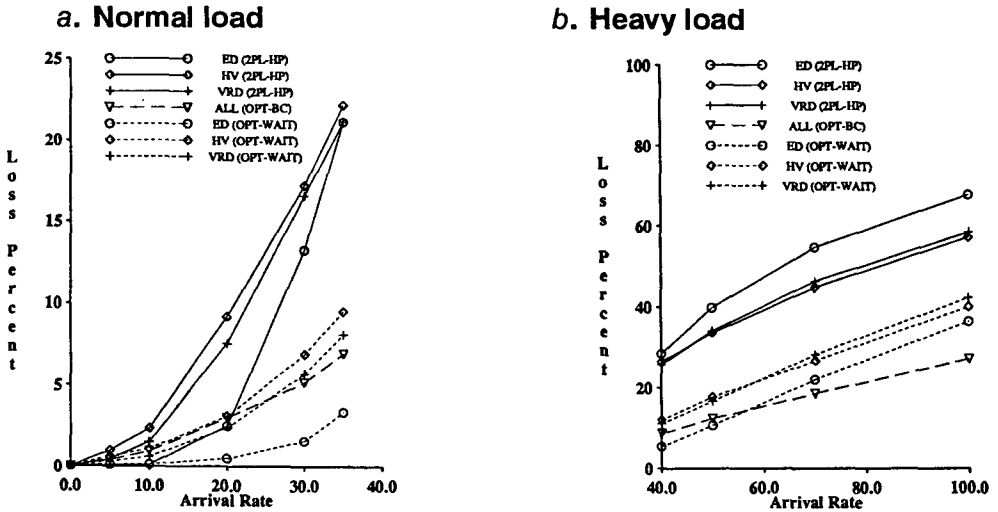 a. Normal load
25
20
15
10
5
0
Loss Percent
ED (2PL-HP)
HV (2PL-HP)
VRD (2PL-HP)
ALL (OPT-BC)
ED (OPT-WAIT)
HV (OPT-WAIT)
VRD (OPT-WAIT)
0.0 10.0 20.0 30.0 40.0
Arrival Rate
b. Heavy load
100
80
60
40
20
0
Loss Percent
ED (2PL-HP)
HV (2PL-HP)
VRD (2PL-HP)
ALL (OPT-BC)
ED (OPT-WAIT)
HV (OPT-WAIT)
VRD (OPT-WAIT)
40.0 60.0 80.0 100.0
Arrival Rate